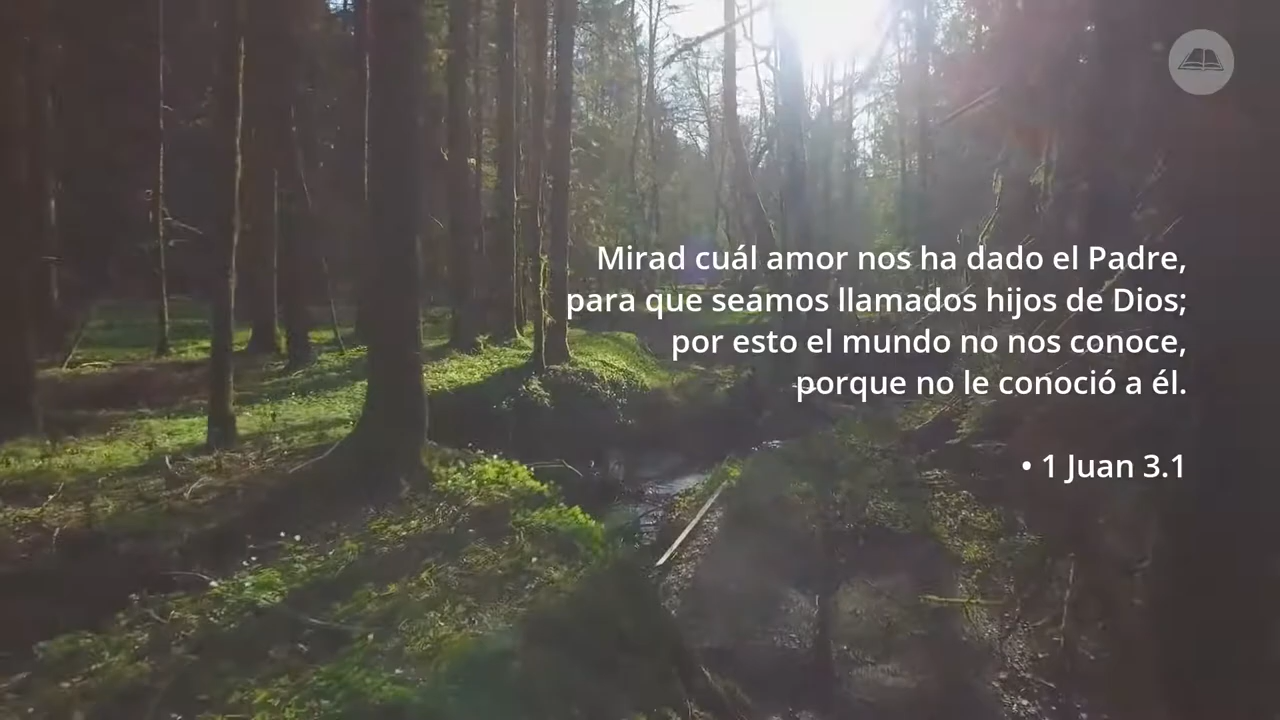 Mirad cuál amor nos ha dado el Padre,
para que seamos llamados hijos de Dios;
por esto el mundo no nos conoce,
porque no le conoció a él.
• 1 Juan 3.1